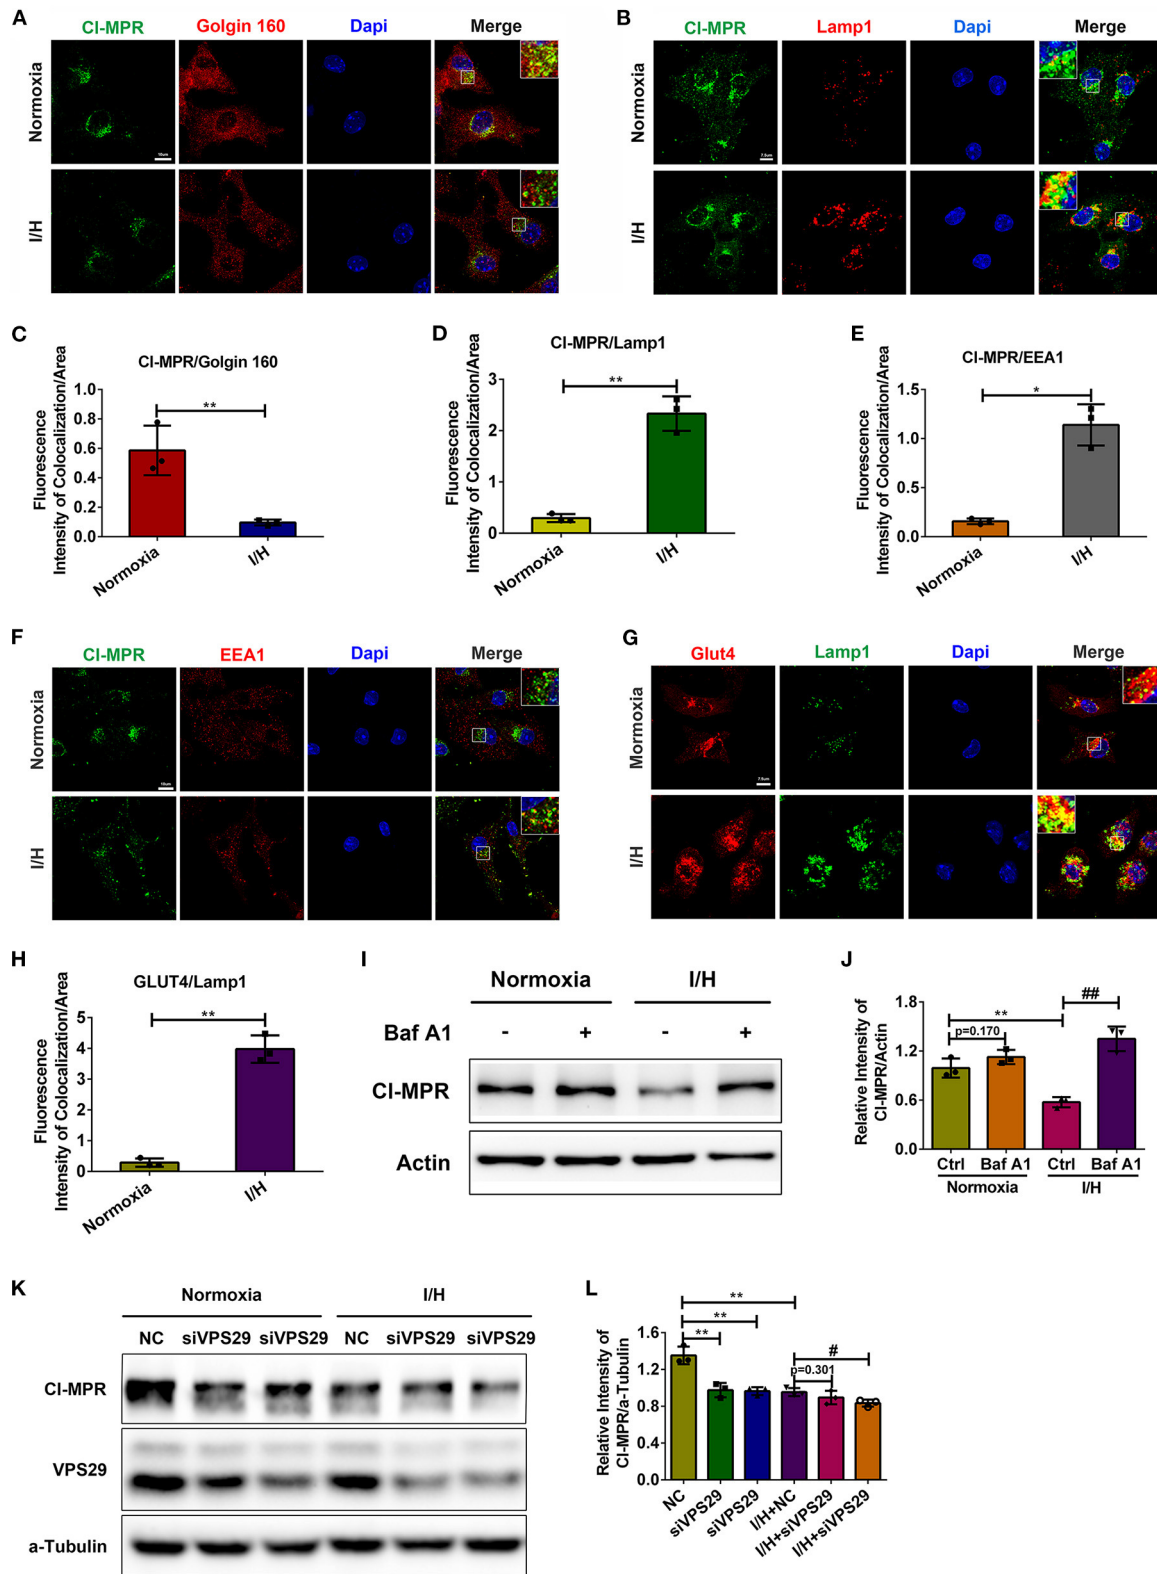 A
CI-MPR Golgin 160 Dapi Merge
Normoxia
10um
I/H
B
CI-MPR Lamp1 Dapi Merge
Normoxia
7.5um
I/H
C
CI-MPR/Golgin 160
Fluorescence
Intensity of Colocalization/Area
1.0
0.8
0.6
0.4
0.2
0.0
**
Normoxia
I/H
D
CI-MPR/Lamp1
Fluorescence
Intensity of Colocalization/Area
3
2
1
0
**
Normoxia
I/H
E
CI-MPR/EEA1
Fluorescence
Intensity of Colocalization/Area
1.5
1.0
0.5
0.0
*
Normoxia
I/H
F
CI-MPR EEA1 Dapi Merge
Normoxia
10um
I/H
G
Glut4 Lamp1 Dapi Merge
Mormoxia
7.5um
I/H
H
GLUT4/Lamp1
Fluorescence
Intensity of Colocalization/Area
5
4
3
2
1
0
**
Normoxia
I/H
I
Normoxia I/H
Baf A1 - + - +
CI-MPR
Actin
J
Relative Intensity of
CI-MPR/Actin
1.8
1.2
0.6
0.0
##
**
p=0.170
Ctrl Baf A1 Ctrl Baf A1
Normoxia I/H
K
Normoxia I/H
NC siVPS29 siVPS29 NC siVPS29 siVPS29
CI-MPR
VPS29
a-Tubulin
L
Relative Intensity of
CI-MPR/a-Tubulin
1.6
1.2
0.8
0.4
0.0
**
**
**
#
p=0.301
NC
siVPS29
siVPS29
I/H+NC
I/H+siVPS29
I/H+siVPS29